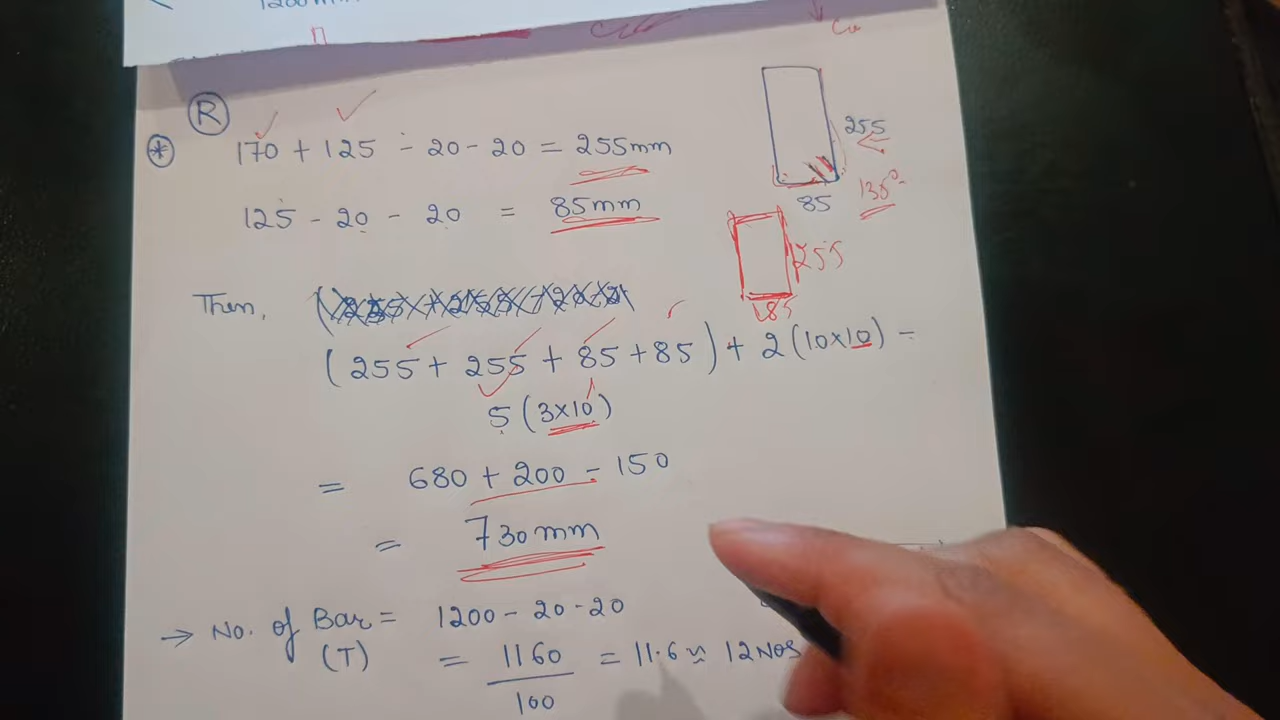 Ⓡ
⊛ 170 + 125 - 20 - 20 = 255mm
125 - 20 - 20 = 85mm
255
85
135°
255
85
Then,
(255 + 255 + 85 + 85) + 2 (10×10) -
5 (3×10)
= 680 + 200 - 150
= 730mm
→ No. of Bar = 1200 - 20 - 20
(T) = 1160 = 11.6 ≈ 12 Nos
100